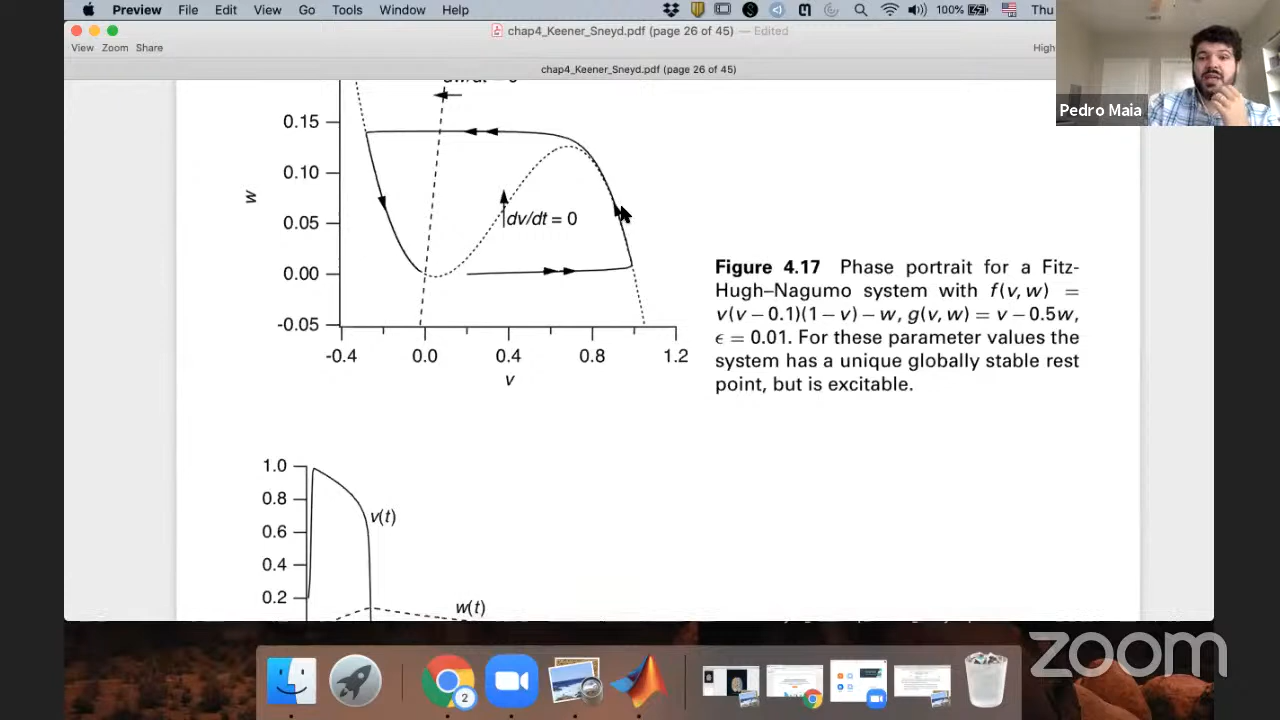 Preview File Edit View Go Tools Window Help 100% Thu
chap4_Keener_Sneyd.pdf (page 26 of 45) — Edited
View Zoom Share High
chap4_Keener_Sneyd.pdf (page 26 of 45)
Pedro Maia
0.15
0.10
w
0.05
dv/dt = 0
0.00
-0.05
-0.4 0.0 0.4 0.8 1.2
v
Figure 4.17 Phase portrait for a Fitz-
Hugh–Nagumo system with f(v, w) =
v(v − 0.1)(1 − v) − w, g(v, w) = v − 0.5w,
ϵ = 0.01. For these parameter values the
system has a unique globally stable rest
point, but is excitable.
1.0
0.8
v(t)
0.6
0.4
0.2
w(t)
2
zoom